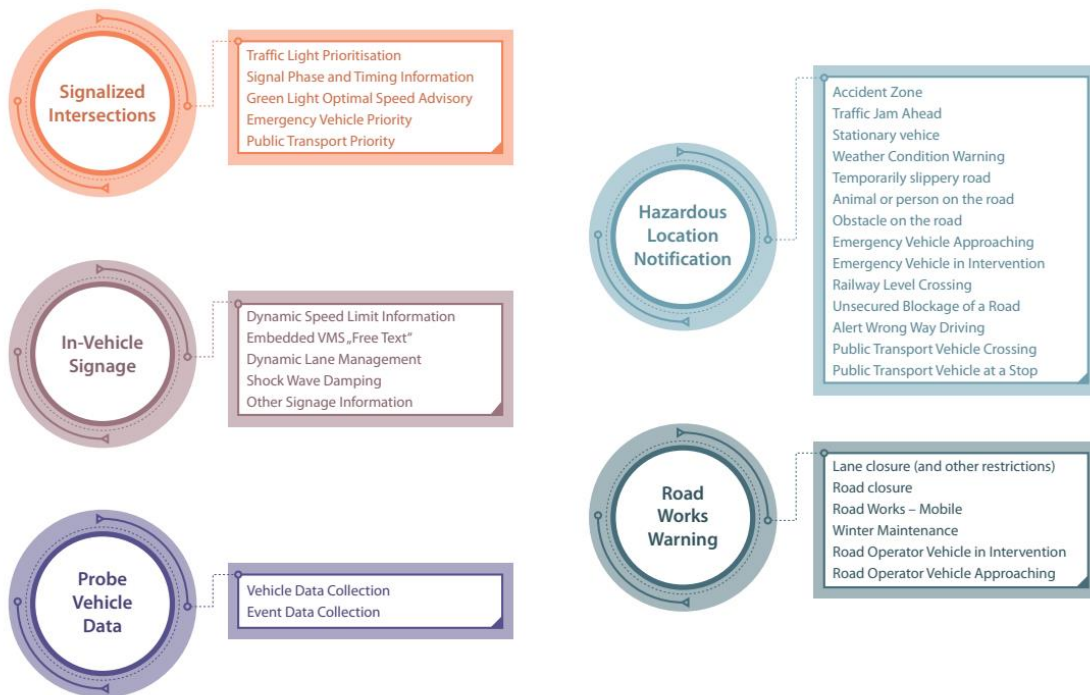 Signalized
Intersections
Traffic Light Prioritisation
Signal Phase and Timing Information
Green Light Optimal Speed Advisory
Emergency Vehicle Priority
Public Transport Priority
In-Vehicle
Signage
Dynamic Speed Limit Information
Embedded VMS „Free Text“
Dynamic Lane Management
Shock Wave Damping
Other Signage Information
Probe
Vehicle
Data
Vehicle Data Collection
Event Data Collection
Hazardous
Location
Notification
Accident Zone
Traffic Jam Ahead
Stationary vehice
Weather Condition Warning
Temporarily slippery road
Animal or person on the road
Obstacle on the road
Emergency Vehicle Approaching
Emergency Vehicle in Intervention
Railway Level Crossing
Unsecured Blockage of a Road
Alert Wrong Way Driving
Public Transport Vehicle Crossing
Public Transport Vehicle at a Stop
Road
Works
Warning
Lane closure (and other restrictions)
Road closure
Road Works – Mobile
Winter Maintenance
Road Operator Vehicle in Intervention
Road Operator Vehicle Approaching